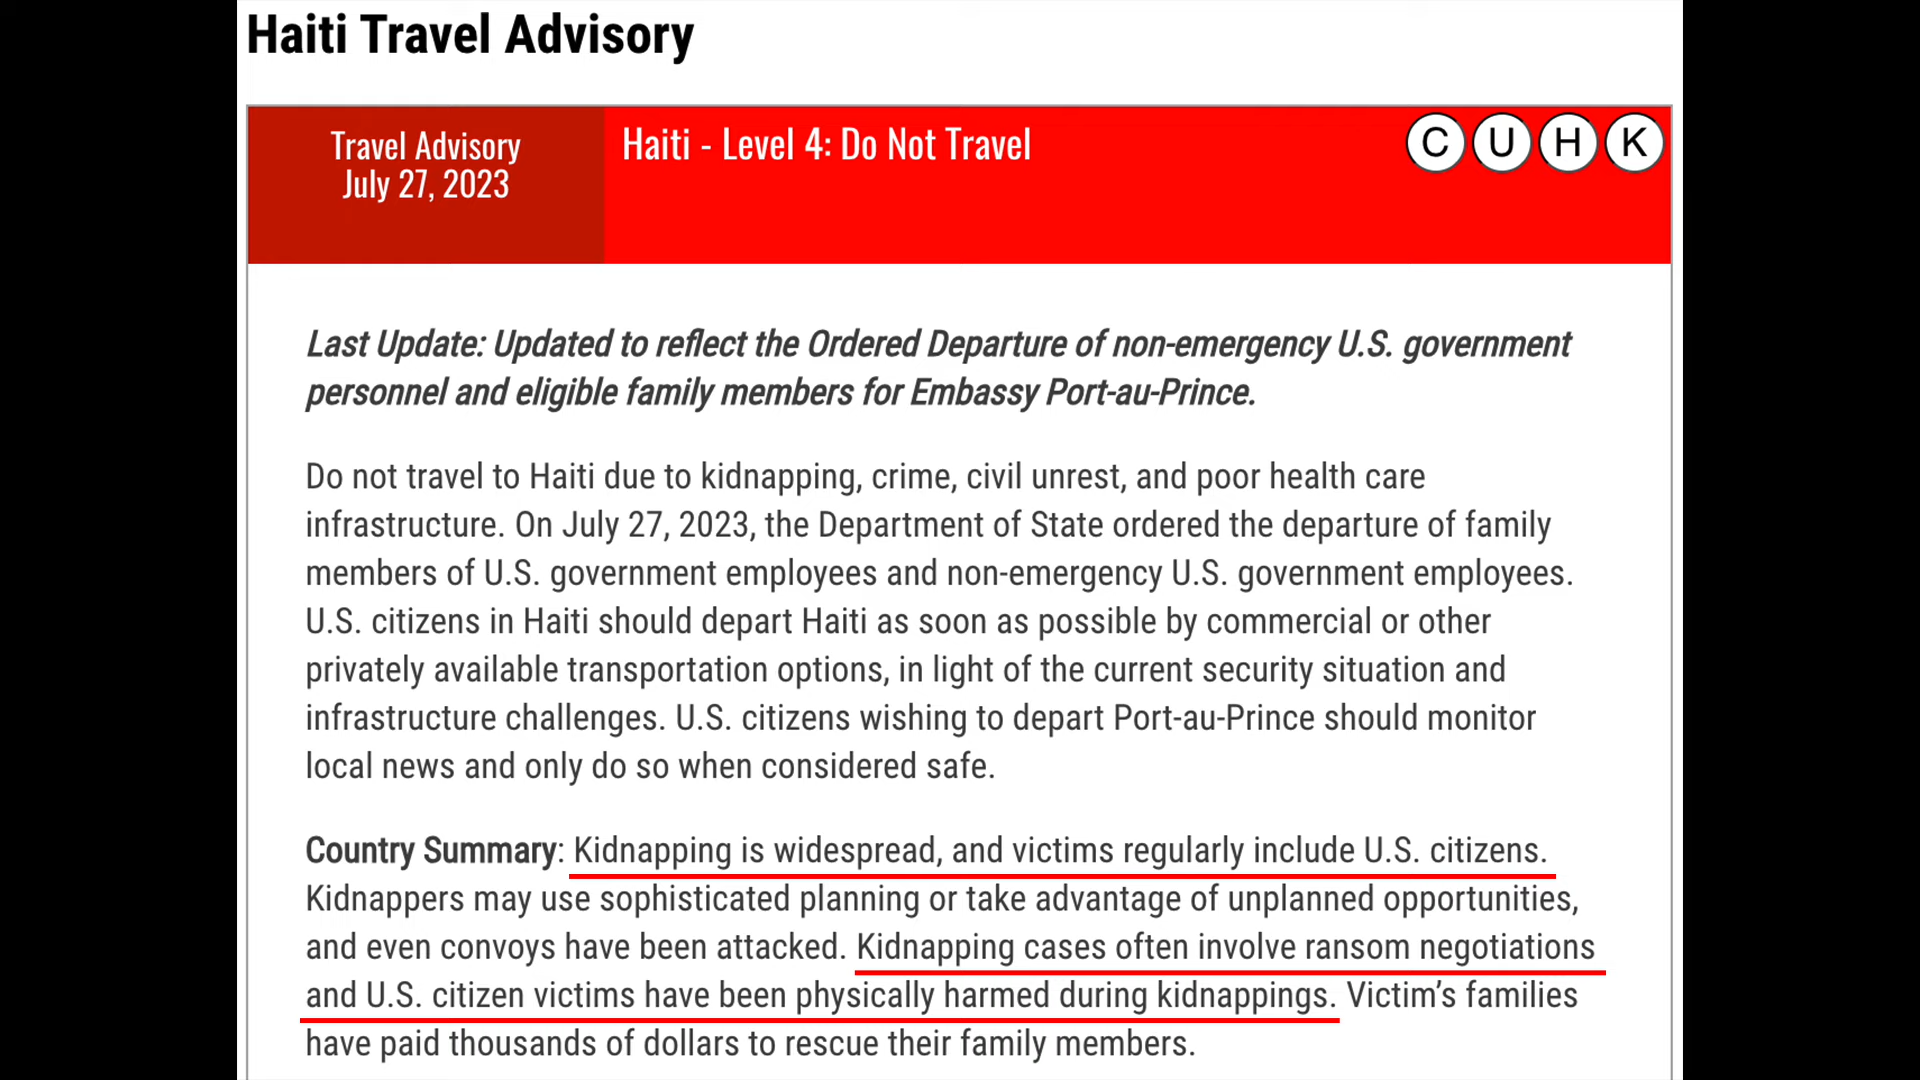 Haiti Travel Advisory
Travel Advisory
July 27, 2023
Haiti - Level 4: Do Not Travel
C U H K
Last Update: Updated to reflect the Ordered Departure of non-emergency U.S. government
personnel and eligible family members for Embassy Port-au-Prince.
Do not travel to Haiti due to kidnapping, crime, civil unrest, and poor health care
infrastructure. On July 27, 2023, the Department of State ordered the departure of family
members of U.S. government employees and non-emergency U.S. government employees.
U.S. citizens in Haiti should depart Haiti as soon as possible by commercial or other
privately available transportation options, in light of the current security situation and
infrastructure challenges. U.S. citizens wishing to depart Port-au-Prince should monitor
local news and only do so when considered safe.
Country Summary: Kidnapping is widespread, and victims regularly include U.S. citizens.
Kidnappers may use sophisticated planning or take advantage of unplanned opportunities,
and even convoys have been attacked. Kidnapping cases often involve ransom negotiations
and U.S. citizen victims have been physically harmed during kidnappings. Victim’s families
have paid thousands of dollars to rescue their family members.